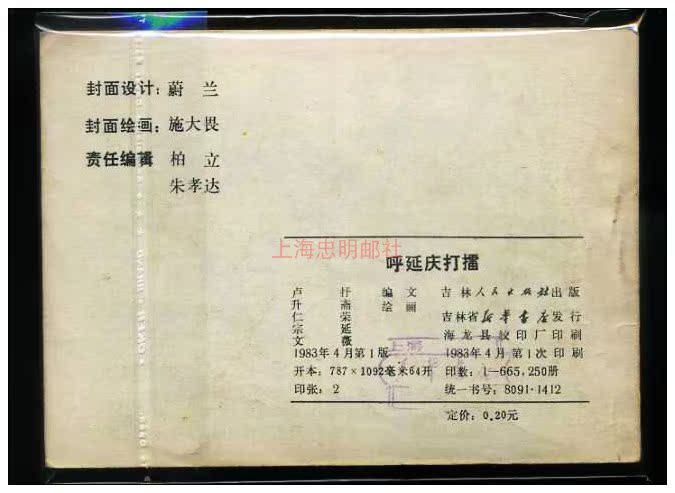 封面设计：蔚 兰
封面绘画：施大畏
责任编辑 柏 立
朱孝达
上海忠明邮社
呼延庆打擂
卢 抒 编文
升 斋 绘画
仁 荣
宗 延
文 薇
吉林人民出版社出版
吉林省新华书店发行
海龙县胶印厂印刷
1983年4月第1版 1983年4月第1次印刷
开本：787×1092毫米64开 印数：1—665,250册
印张：2 统一书号：8091·1412
定价：0.20元